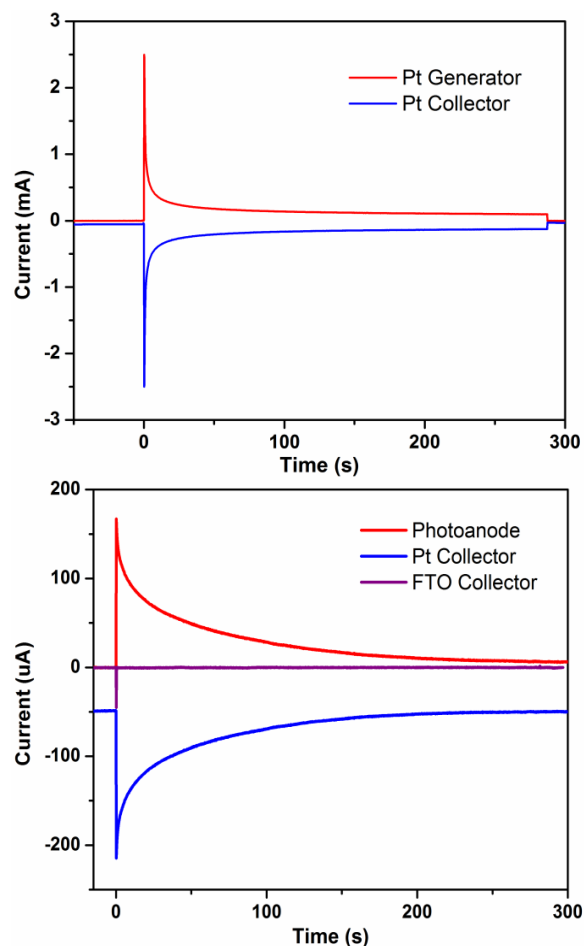 3
2
1
0
-1
-2
-3
Current (mA)
Pt Generator
Pt Collector
0 100 200 300
Time (s)
200
100
0
-100
-200
Current (uA)
Photoanode
Pt Collector
FTO Collector
0 100 200 300
Time (s)